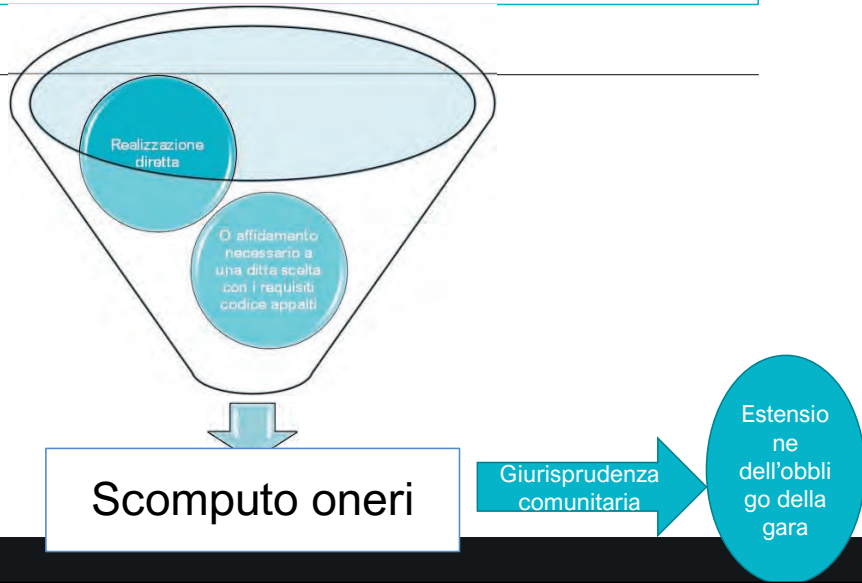 Realizzazione
diretta
O affidamento
necessario a
una ditta scelta
con i requisiti
codice appalti
Scomputo oneri
Giurisprudenza
comunitaria
Estensio
ne
dell'obbli
go della
gara